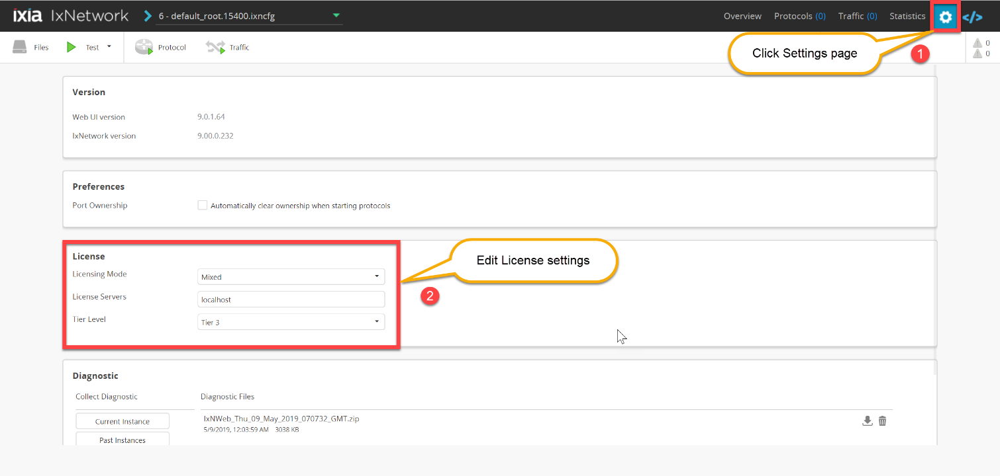 ixia IxNetwork 6 - default_root.15400.ixncfg Overview Protocols (0) Traffic (0) Statistics </>
Files Test Protocol Traffic 0
0
Click Settings page 1
Version
Web UI version 9.0.1.64
IxNetwork version 9.00.0.232
Preferences
Port Ownership Automatically clear ownership when starting protocols
License
Licensing Mode Mixed
License Servers localhost
Tier Level Tier 3
Edit License settings
2
Diagnostic
Collect Diagnostic Diagnostic Files
Current Instance IxNWeb_Thu_09_May_2019_070732_GMT.zip
5/9/2019, 12:03:59 AM 3038 KB
Past Instances